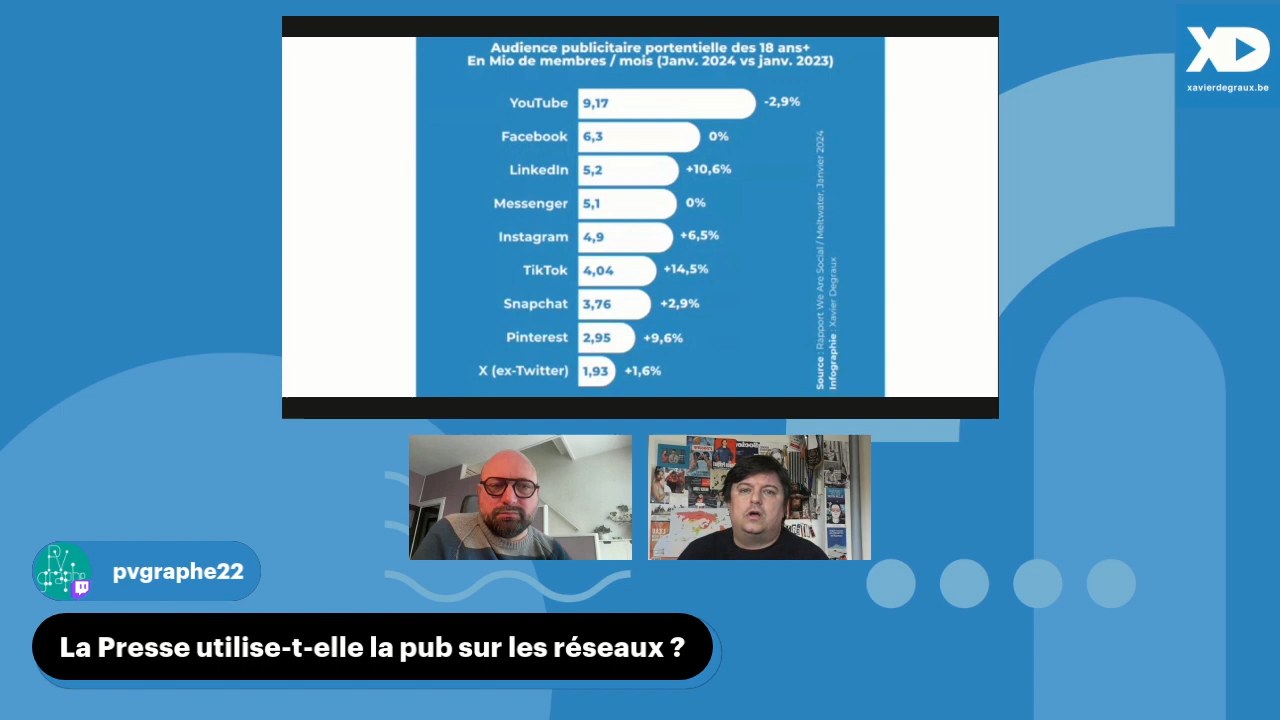 Audience publicitaire portentielle des 18 ans+
En Mio de membres / mois (Janv. 2024 vs janv. 2023)
YouTube 9,17 -2,9%
Facebook 6,3 0%
LinkedIn 5,2 +10,6%
Messenger 5,1 0%
Instagram 4,9 +6,5%
TikTok 4,04 +14,5%
Snapchat 3,76 +2,9%
Pinterest 2,95 +9,6%
X (ex-Twitter) 1,93 +1,6%
Source : Rapport We Are Social / Meltwater, Janvier 2024
Infographie : Xavier Degraux
XD
xavierdegraux.be
pvgraphe22
La Presse utilise-t-elle la pub sur les réseaux ?